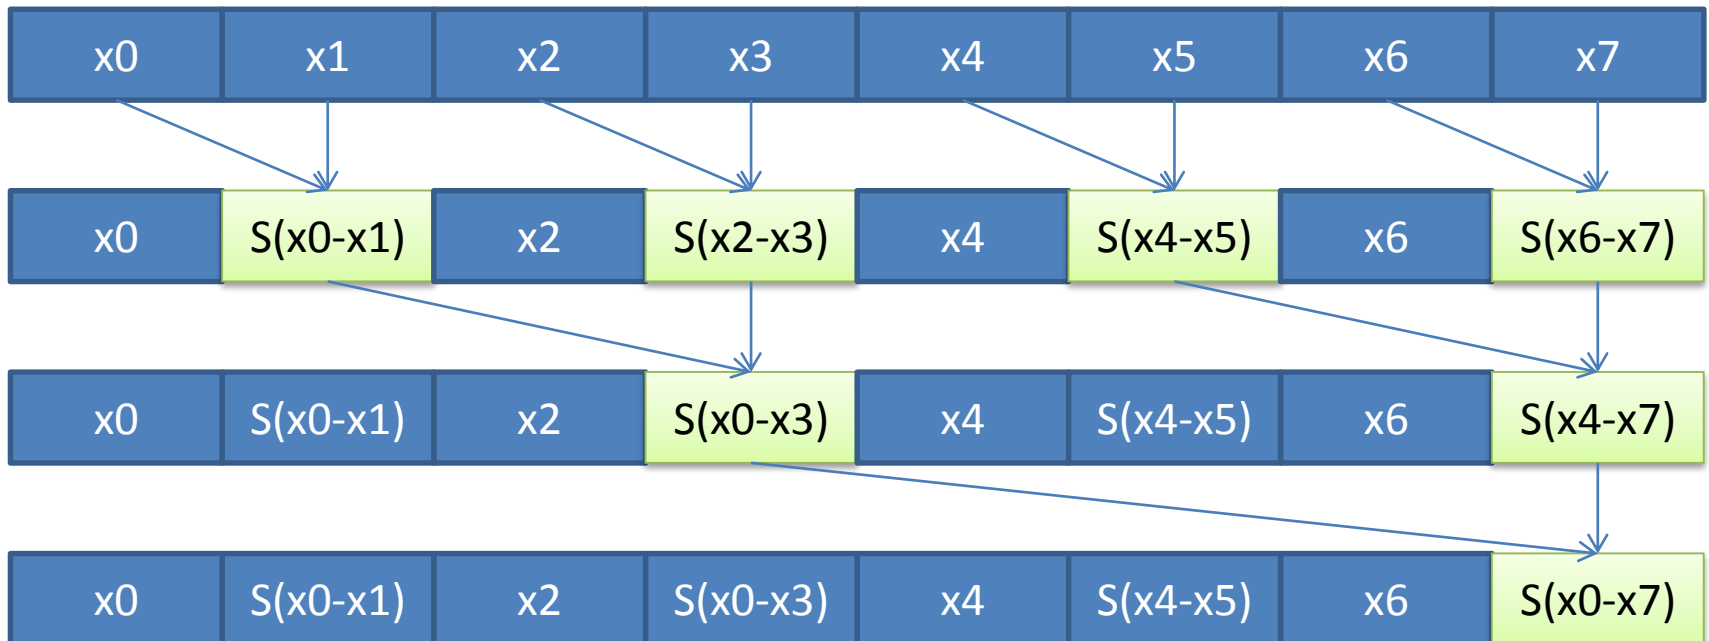 x0 x1 x2 x3 x4 x5 x6 x7
x0 S(x0-x1) x2 S(x2-x3) x4 S(x4-x5) x6 S(x6-x7)
x0 S(x0-x1) x2 S(x0-x3) x4 S(x4-x5) x6 S(x4-x7)
x0 S(x0-x1) x2 S(x0-x3) x4 S(x4-x5) x6 S(x0-x7)